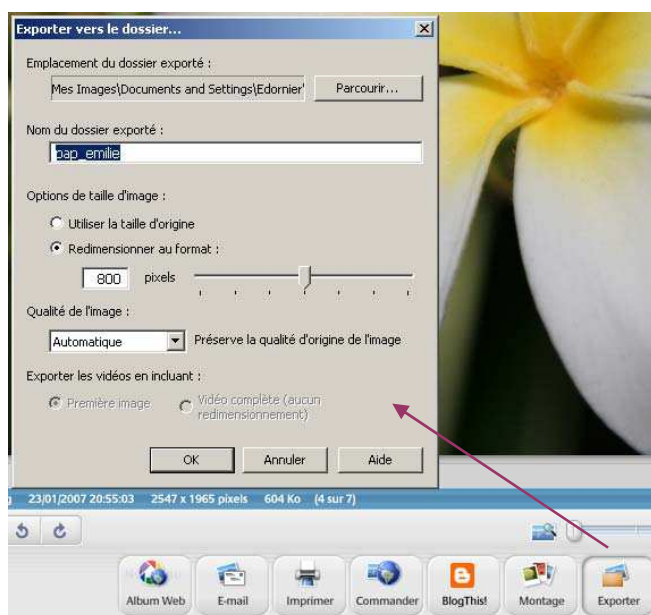 Exporter vers le dossier...
Emplacement du dossier exporté :
Mes Images\Documents and Settings\Edornier'
Parcourir...
Nom du dossier exporté :
pap_emilie
Options de taille d'image :
Utiliser la taille d'origine
Redimensionner au format :
800 pixels
Qualité de l'image :
Automatique Préserve la qualité d'origine de l'image
Exporter les vidéos en incluant :
Première image Vidéo complète (aucun
redimensionnement)
OK Annuler Aide
23/01/2007 20:55:03 2547 x 1965 pixels 604 Ko (4 sur 7)
Album Web E-mail Imprimer Commander BlogThis! Montage Exporter